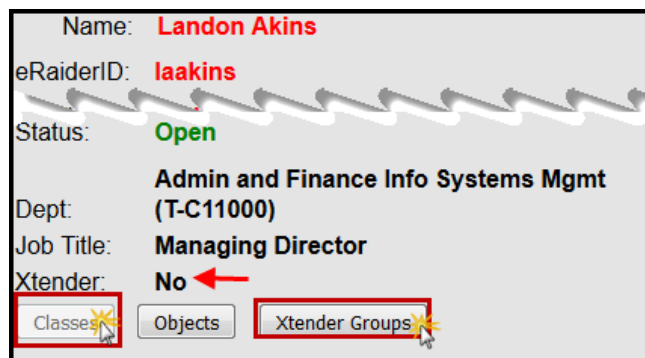 Name: Landon Akins
eRaiderID: laakins
Status: Open
Admin and Finance Info Systems Mgmt
Dept: (T-C11000)
Job Title: Managing Director
Xtender: No
Classes Objects Xtender Groups